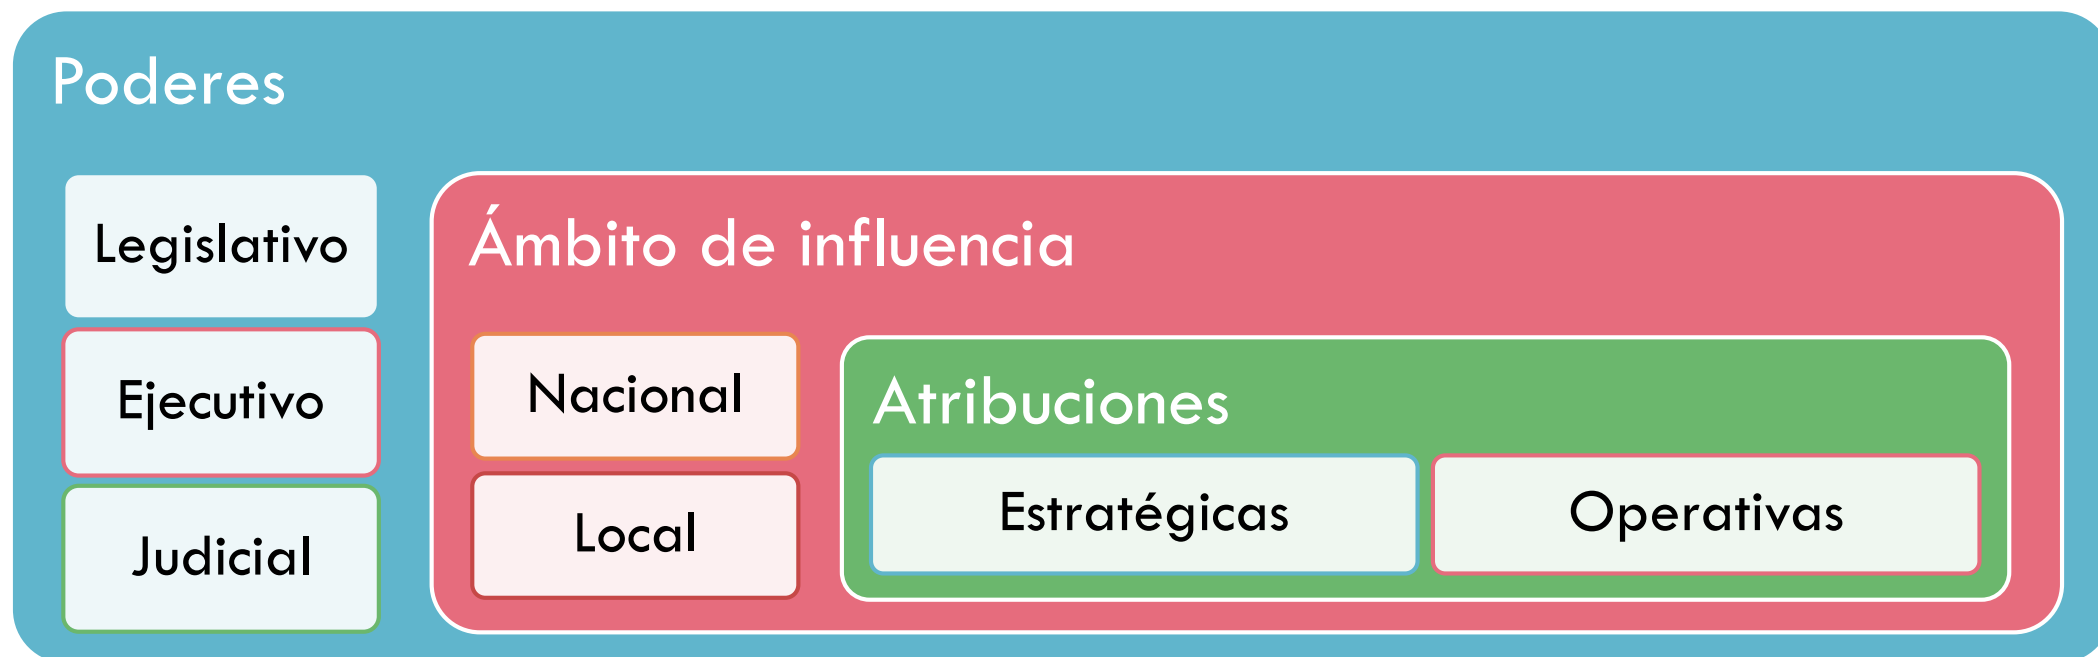 Poderes
Legislativo
Ejecutivo
Judicial
Ámbito de influencia
Nacional
Local
Atribuciones
Estratégicas
Operativas